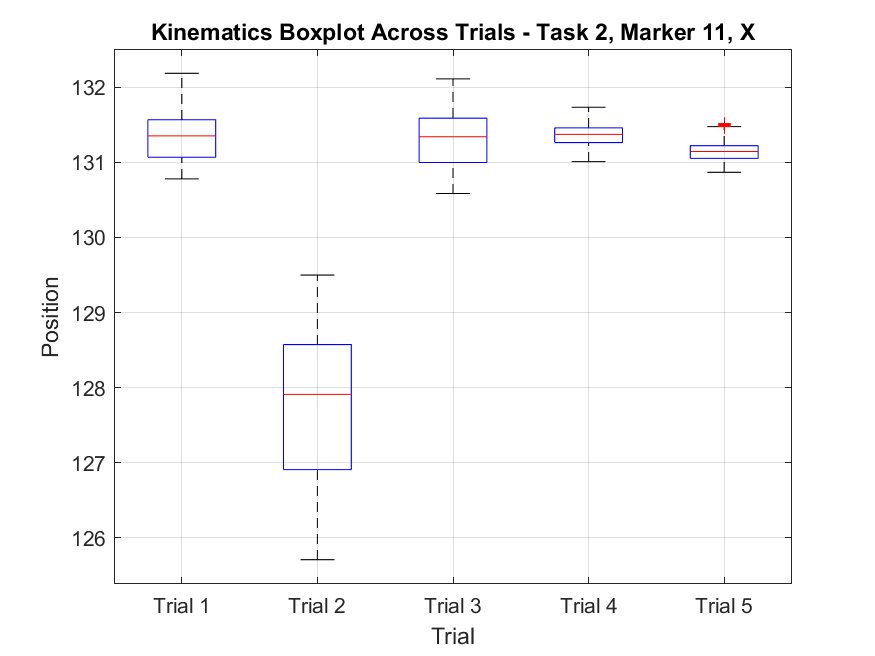 Kinematics Boxplot Across Trials - Task 2, Marker 11, X
132
131
130
129
128
127
126
Position
Trial 1 Trial 2 Trial 3 Trial 4 Trial 5
Trial